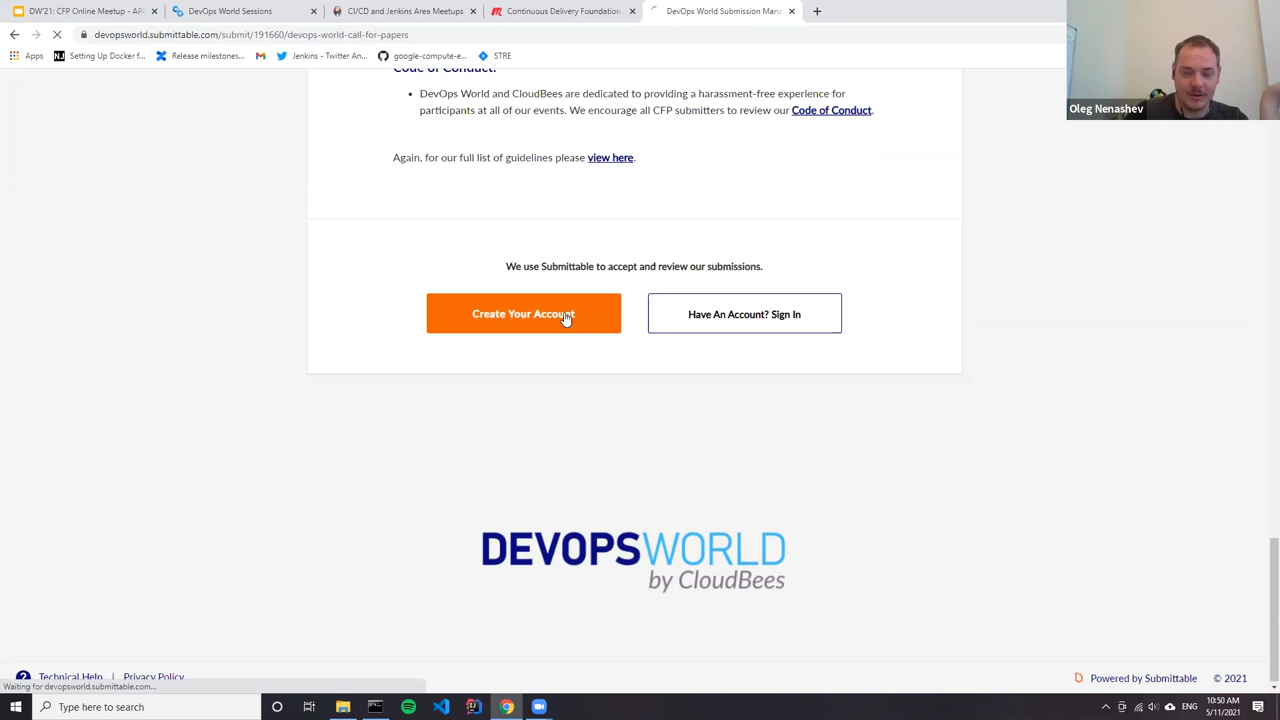 DW'21: CFP Online Meetup - APA
DevOps World Sessions
CI/CD and Jenkins Area Meetups
Continuous Delivery Foundation
DevOps World Submission Mana
devopsworld.submittable.com/submit/191660/devops-world-call-for-papers
Apps
Setting Up Docker f...
Release milestones...
Jenkins - Twitter An...
google-compute-e...
STRE
Oleg Nenashev
Code of Conduct:
• DevOps World and CloudBees are dedicated to providing a harassment-free experience for
participants at all of our events. We encourage all CFP submitters to review our Code of Conduct.
Again, for our full list of guidelines please view here.
We use Submittable to accept and review our submissions.
Create Your Account
Have An Account? Sign In
DEVOPSWORLD
by CloudBees
Technical Help | Privacy Policy
Powered by Submittable © 2021
Waiting for devopsworld.submittable.com...
Type here to search
ENG
10:50 AM
5/11/2021